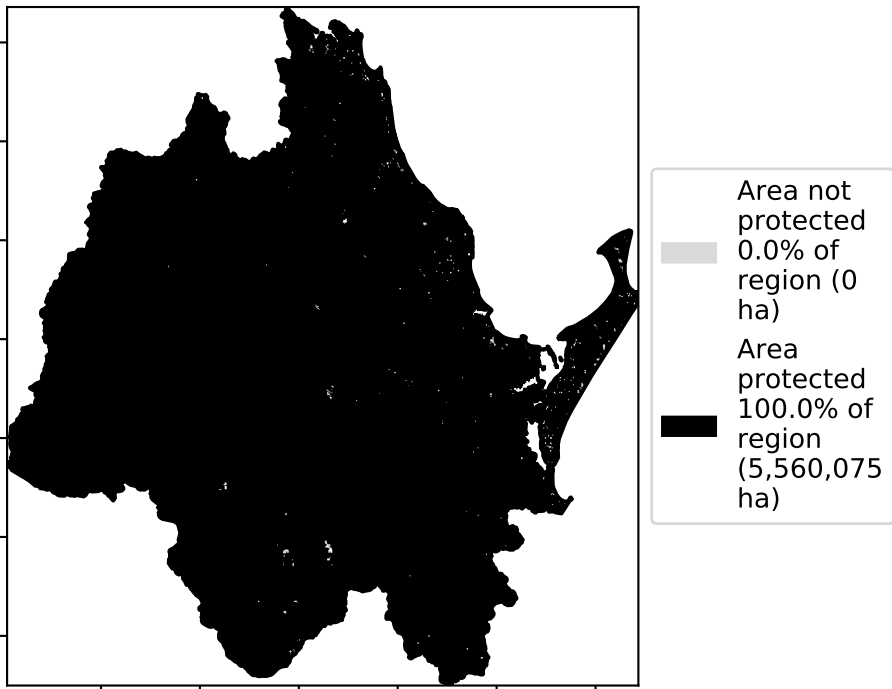 Area not
protected
0.0% of
region (0
ha)
Area
protected
100.0% of
region
(5,560,075
ha)